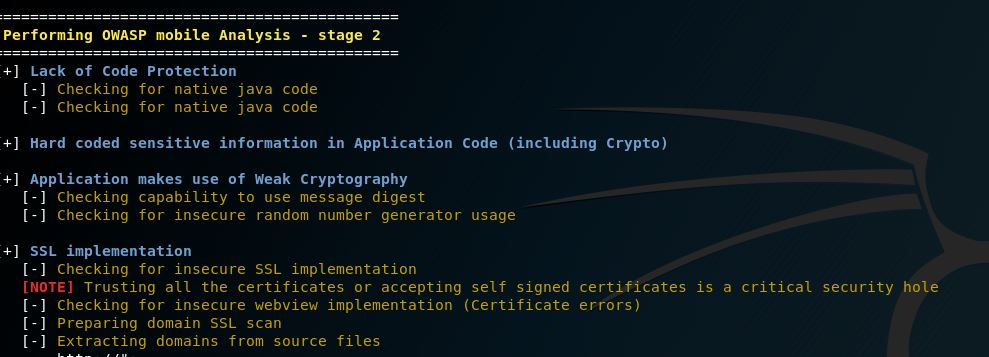 ============================================
Performing OWASP mobile Analysis - stage 2
============================================
[+] Lack of Code Protection
[-] Checking for native java code
[-] Checking for native java code
[+] Hard coded sensitive information in Application Code (including Crypto)
[+] Application makes use of Weak Cryptography
[-] Checking capability to use message digest
[-] Checking for insecure random number generator usage
[+] SSL implementation
[-] Checking for insecure SSL implementation
[NOTE] Trusting all the certificates or accepting self signed certificates is a critical security hole
[-] Checking for insecure webview implementation (Certificate errors)
[-] Preparing domain SSL scan
[-] Extracting domains from source files
http://"